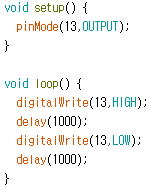 void setup() {
  pinMode(13,OUTPUT);
}

void loop() {
  digitalWrite(13,HIGH);
  delay(1000);
  digitalWrite(13,LOW);
  delay(1000);
}